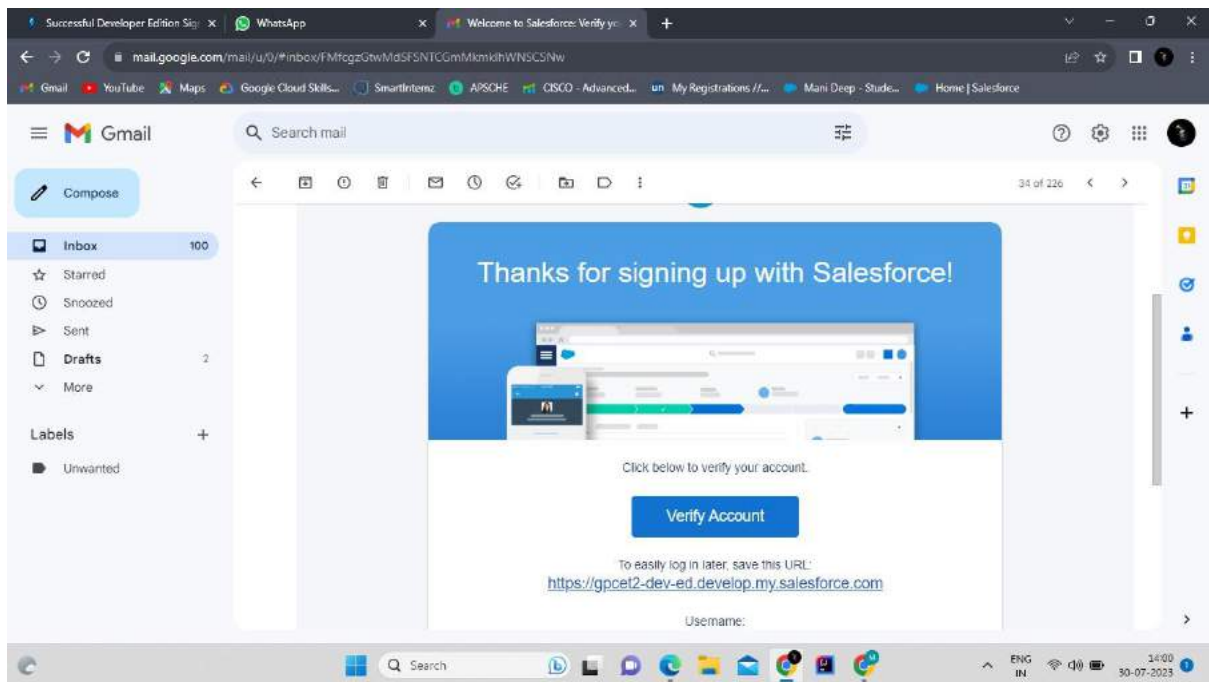 Successful Developer Edition Sig
WhatsApp
Welcome to Salesforce: Verify yo
mail.google.com/mail/u/0/#inbox/
Gmail
YouTube
Maps
Google Cloud Skills...
SmartInternz
APSCHE
CISCO - Advanced...
un My Registrations //...
Mani Deep - Stude...
Home | Salesforce
Gmail
Search mail
Compose
34 of 226
Inbox 100
Starred
Snoozed
Sent
Drafts 2
More
Labels
Unwanted
Thanks for signing up with Salesforce!
Click below to verify your account.
Verify Account
To easily log in later, save this URL:
https://gpcet2-dev-ed.develop.my.salesforce.com
Username:
Search
ENG
IN
14:00
30-07-2023